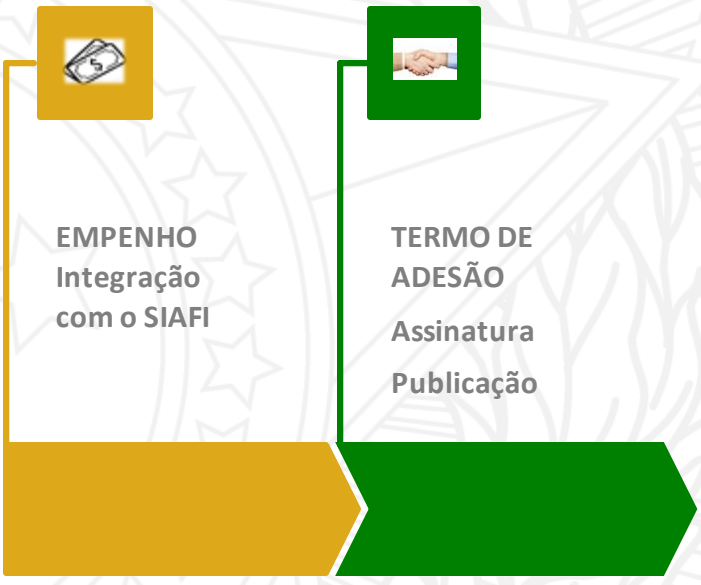 EMPENHO
Integração
com o SIAFI
TERMO DE
ADESÃO
Assinatura
Publicação